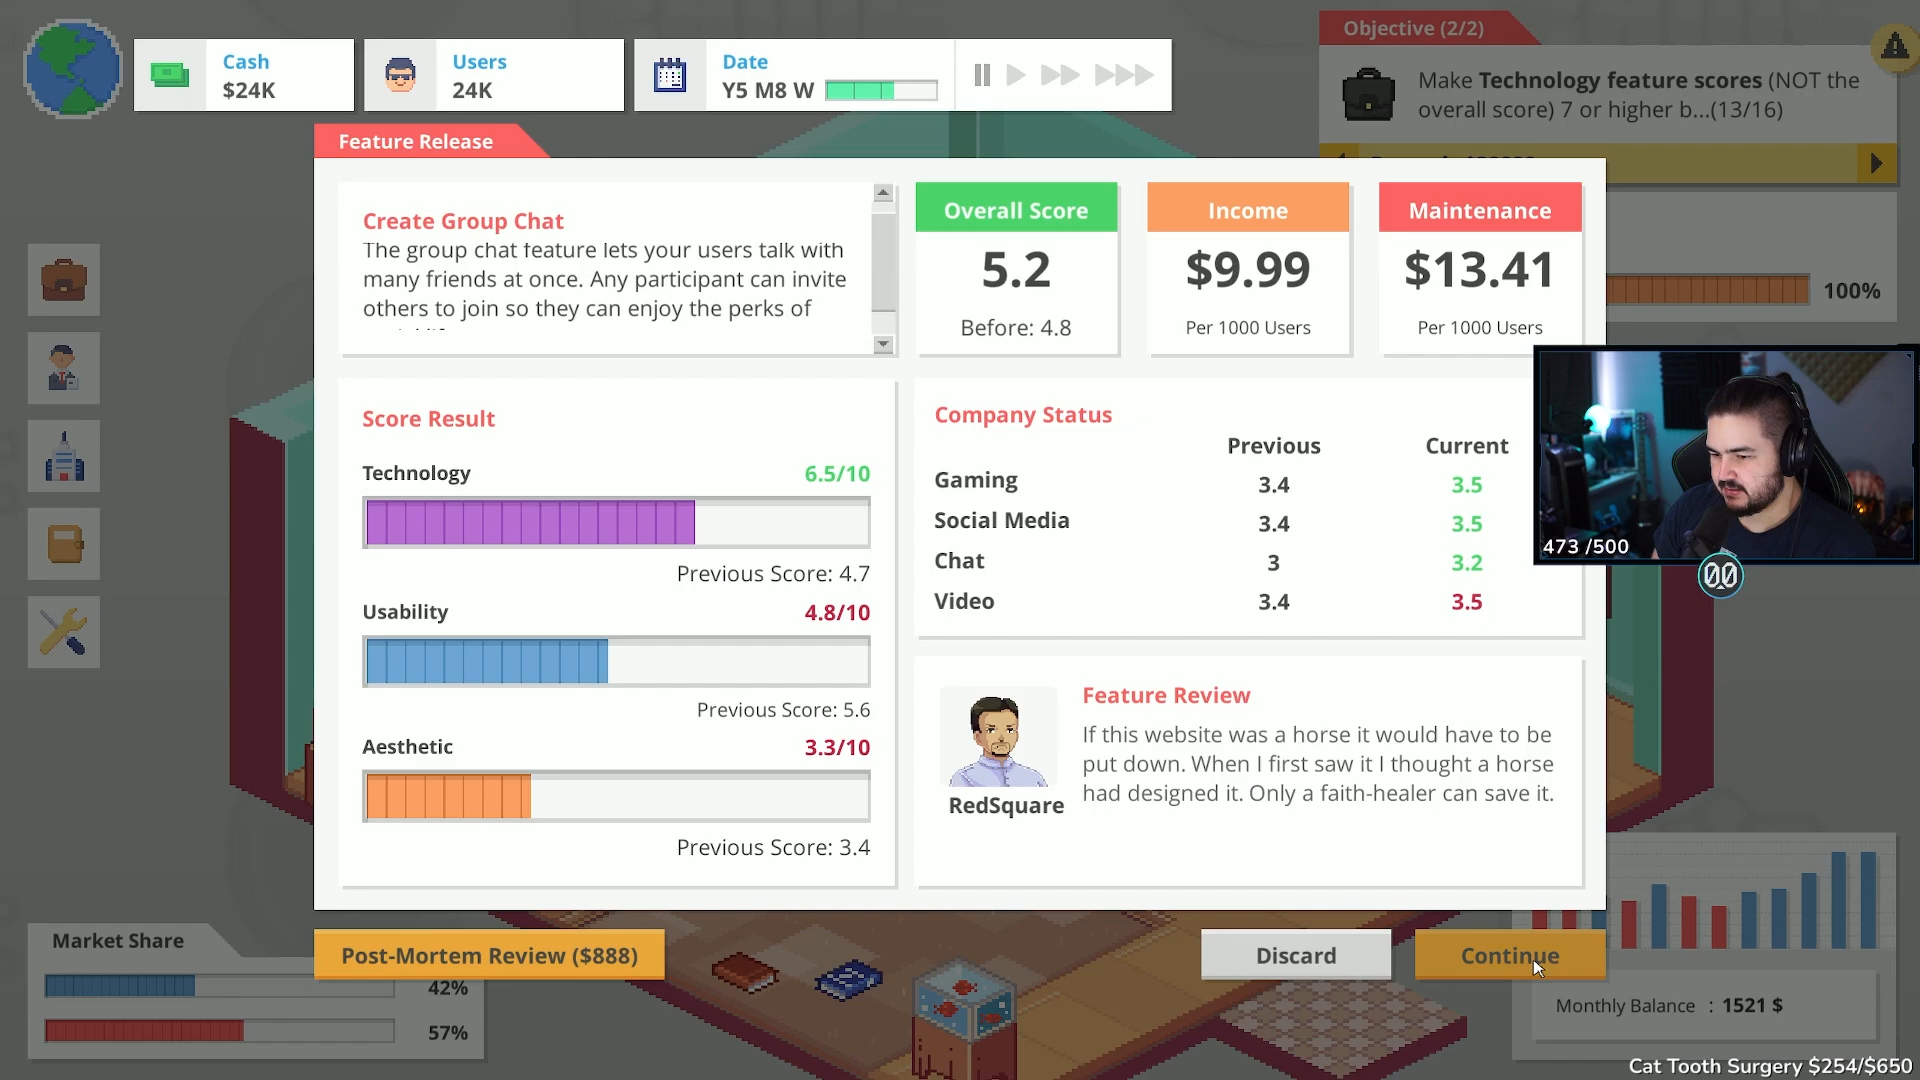 Cash
$24K
Users
24K
Date
Y5 M8 W
Objective (2/2)
Make Technology feature scores (NOT the
overall score) 7 or higher b...(13/16)
100%
Feature Release
Create Group Chat
The group chat feature lets your users talk with
many friends at once. Any participant can invite
others to join so they can enjoy the perks of
Overall Score
5.2
Before: 4.8
Income
$9.99
Per 1000 Users
Maintenance
$13.41
Per 1000 Users
Score Result
Technology 6.5/10
Previous Score: 4.7
Usability 4.8/10
Previous Score: 5.6
Aesthetic 3.3/10
Previous Score: 3.4
Company Status
Previous Current
Gaming 3.4 3.5
Social Media 3.4 3.5
Chat 3 3.2
Video 3.4 3.5
Feature Review
If this website was a horse it would have to be
put down. When I first saw it I thought a horse
had designed it. Only a faith-healer can save it.
RedSquare
473 /500
00
Post-Mortem Review ($888)
Discard
Continue
Market Share
42%
57%
Monthly Balance : 1521 $
Cat Tooth Surgery $254/$650